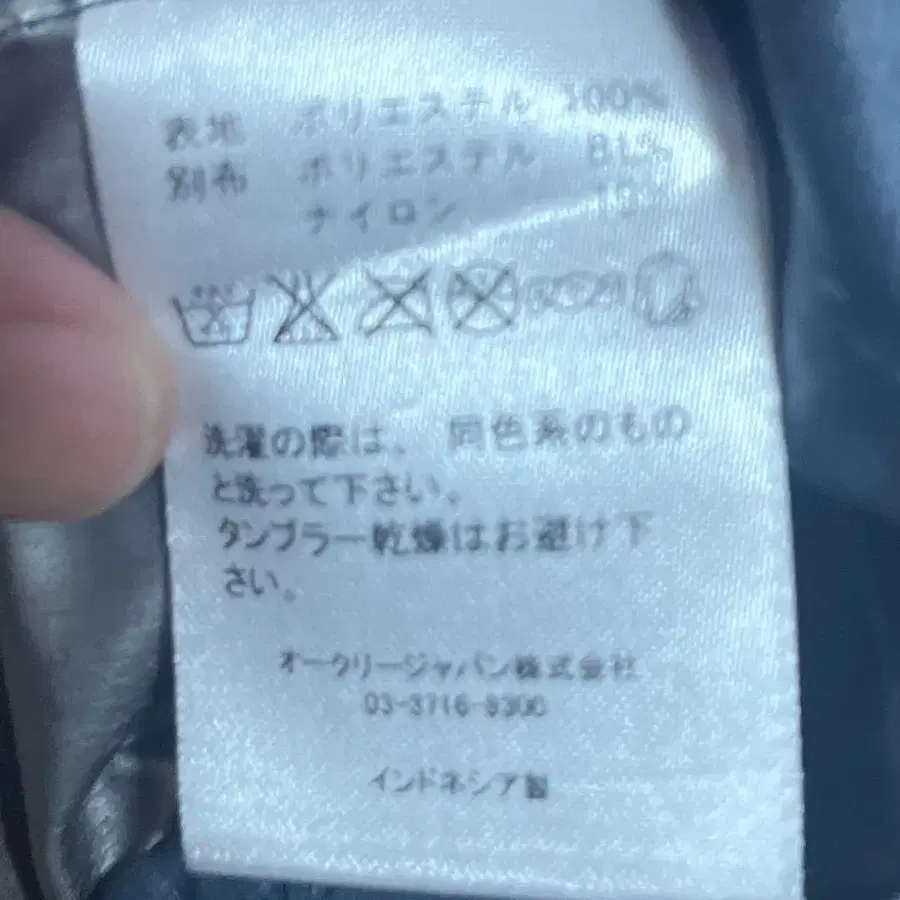 表地 ポリエステル 100%
別布 ポリエステル 81%
ナイロン
洗濯の際は、同色系のもの
と洗って下さい。
タンブラー乾燥はお避け下
さい。
オークリージャパン株式会社
03-3716-8300
インドネシア製